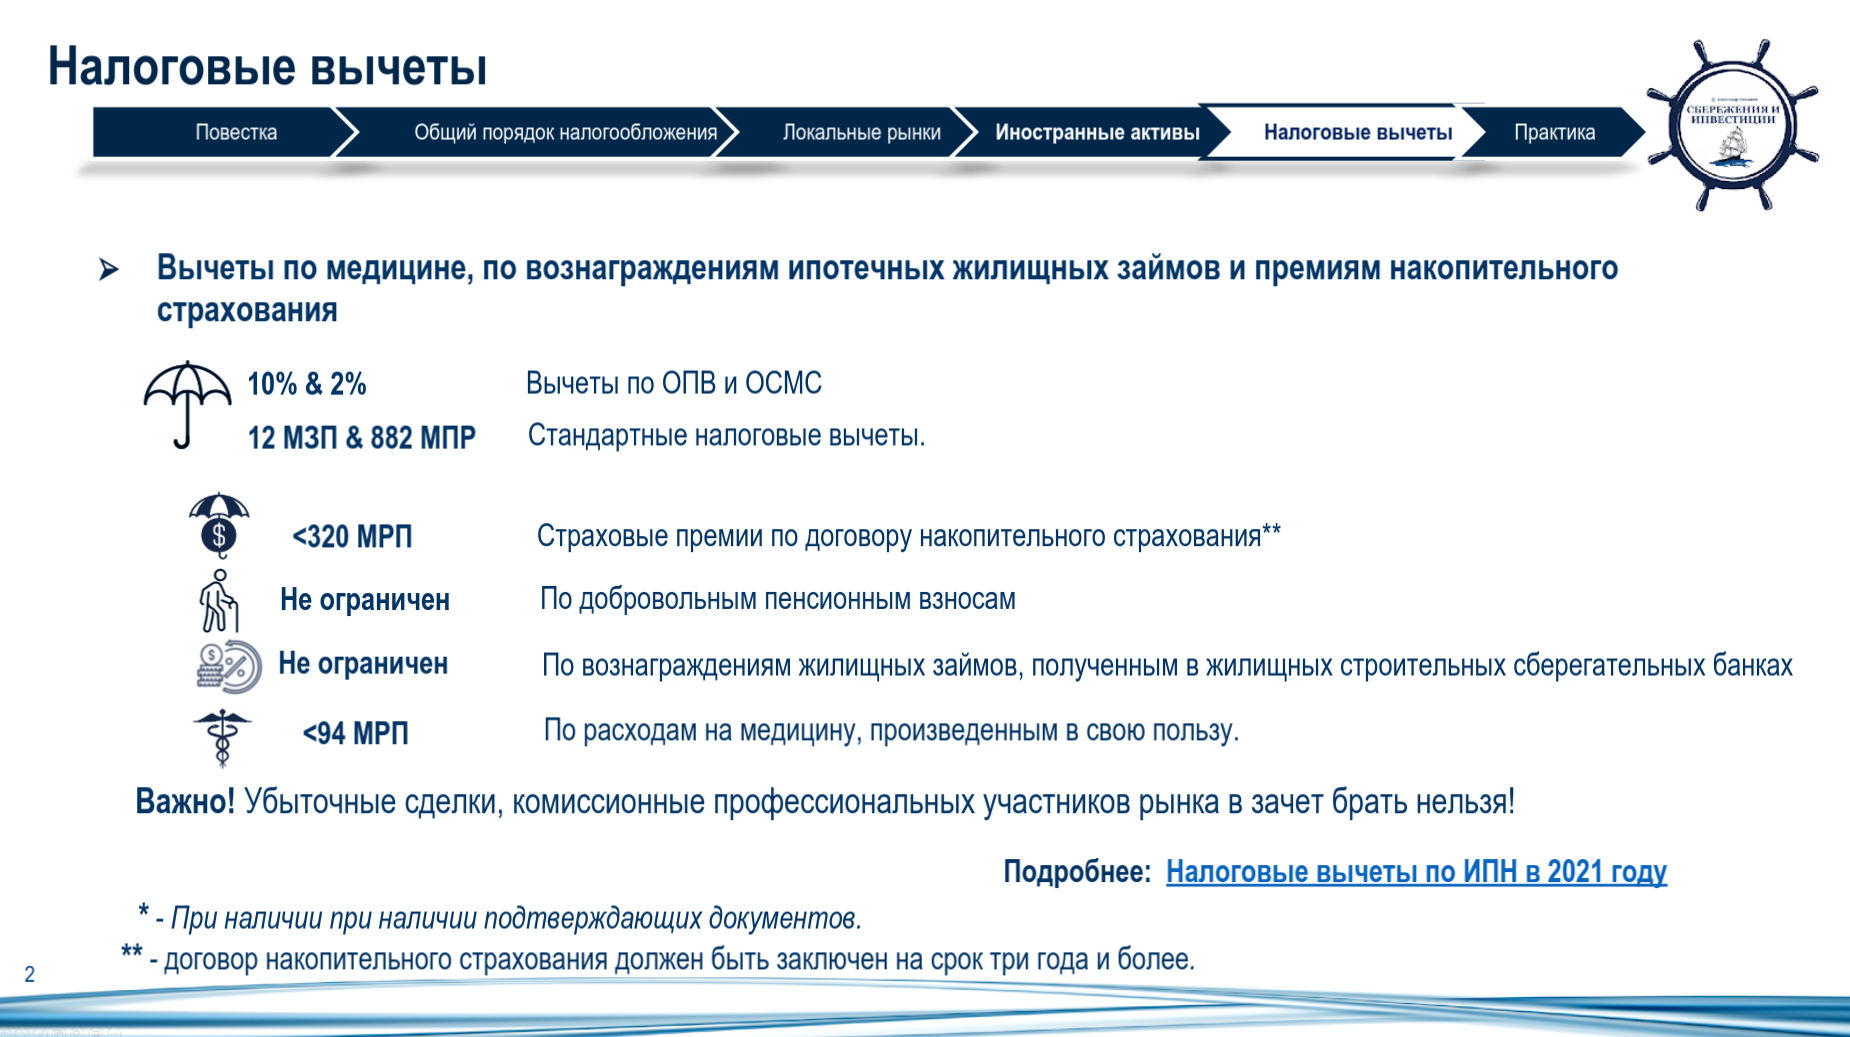 Налоговые вычеты
Повестка
Общий порядок налогообложения
Локальные рынки
Иностранные активы
Налоговые вычеты
Практика
СБЕРЕЖЕНИЯ И
ИНВЕСТИЦИИ
Вычеты по медицине, по вознаграждениям ипотечных жилищных займов и премиям накопительного
страхования
10% & 2% Вычеты по ОПВ и ОСМС
12 МЗП & 882 МПР Стандартные налоговые вычеты.
<320 МРП Страховые премии по договору накопительного страхования**
Не ограничен По добровольным пенсионным взносам
Не ограничен По вознаграждениям жилищных займов, полученным в жилищных строительных сберегательных банках
<94 МРП По расходам на медицину, произведенным в свою пользу.
Важно! Убыточные сделки, комиссионные профессиональных участников рынка в зачет брать нельзя!
Подробнее: Налоговые вычеты по ИПН в 2021 году
* - При наличии при наличии подтверждающих документов.
** - договор накопительного страхования должен быть заключен на срок три года и более.
2